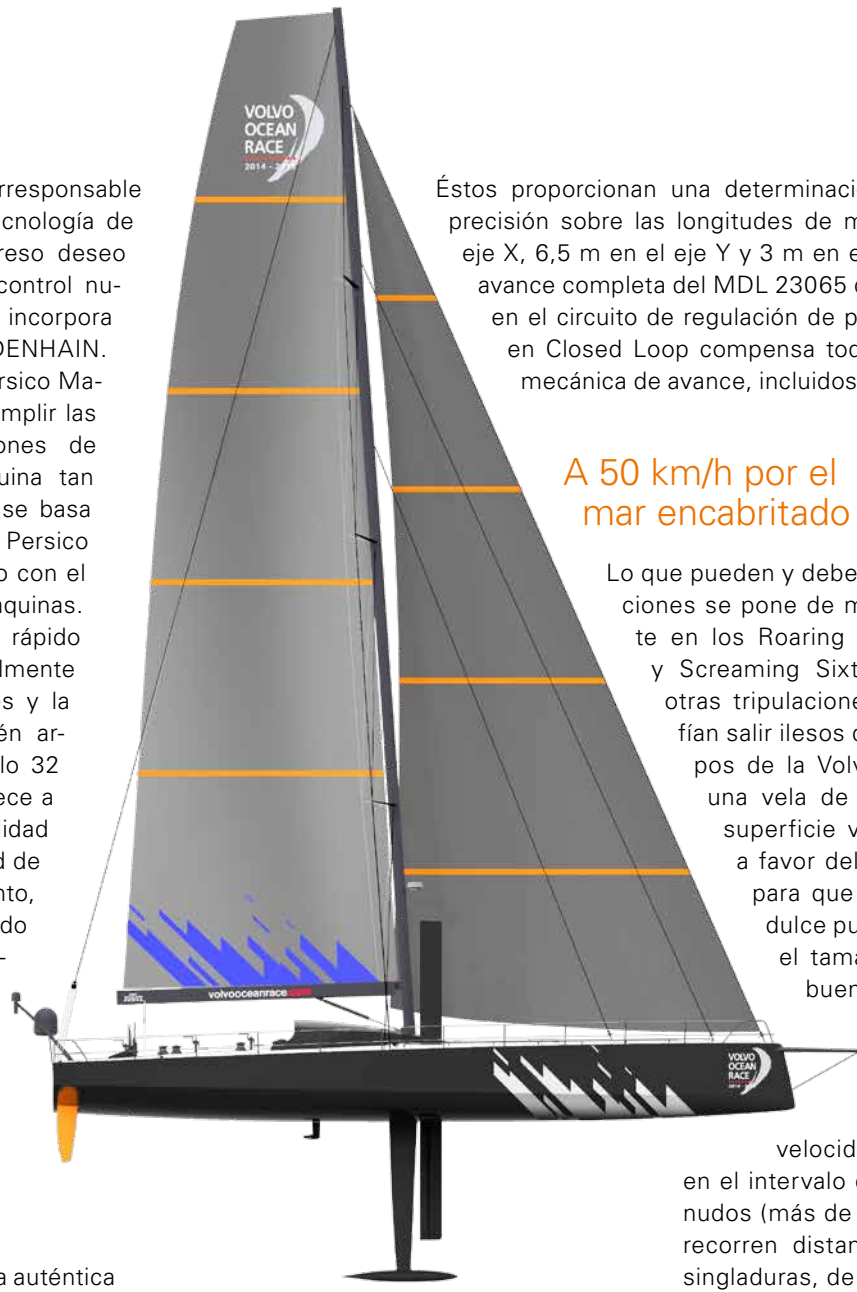 VOLVO
OCEAN
RACE
rresponsable
cnología de
reso deseo
control nu-
incorpora
DENHAIN.
rsico Ma-
mplir las
ones de
uina tan
se basa
Persico
o con el
quinas.
rápido
lmente
s y la
én ar-
lo 32
ece a
idad
d de
nto,
do
-
a auténtica
Éstos proporcionan una determinaci
precisión sobre las longitudes de m
eje X, 6,5 m en el eje Y y 3 m en e
avance completa del MDL 23065 
en el circuito de regulación de p
en Closed Loop compensa tod
mecánica de avance, incluidos
A 50 km/h por el
mar encabritado
Lo que pueden y debe
ciones se pone de m
te en los Roaring
y Screaming Sixt
otras tripulacione
fían salir ilesos
pos de la Volv
una vela de
superficie v
a favor del
para que
dulce pu
el tama
buen
velocid
en el intervalo
nudos (más de
recorren distan
singladuras, de
volvooceanrace.com
VOLVO
OCEAN
RACE